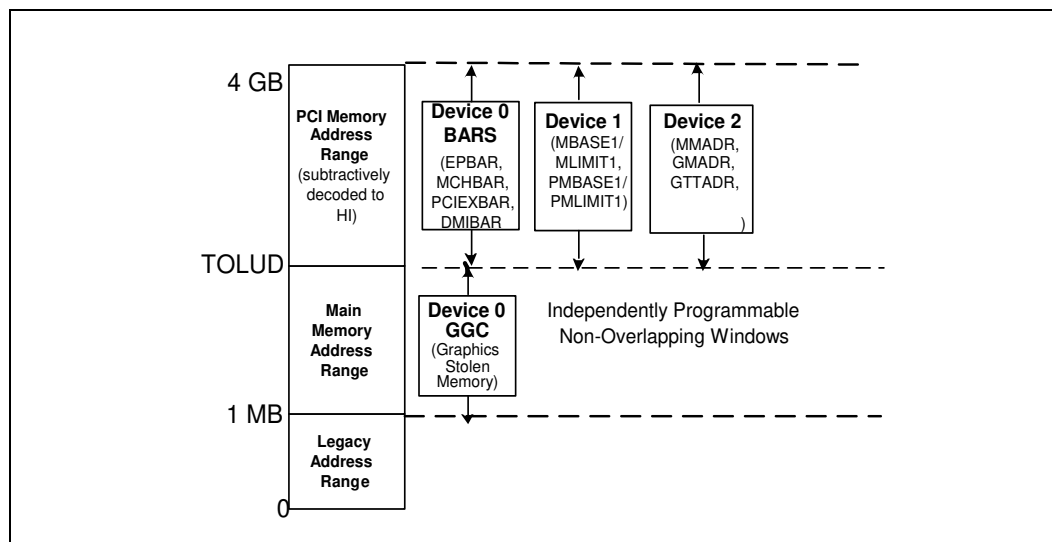 4 GB
PCI Memory
Address
Range
(subtractively
decoded to
HI)
Device 0
BARS
(EPBAR,
MCHBAR,
PCIEXBAR,
DMIBAR
Device 1
(MBASE1/
MLIMIT1,
PMBASE1/
PMLIMIT1)
Device 2
(MMADR,
GMADR,
GTTADR,
)
TOLUD
Main
Memory
Address
Range
Device 0
GGC
(Graphics
Stolen
Memory)
Independently Programmable
Non-Overlapping Windows
1 MB
Legacy
Address
Range
0